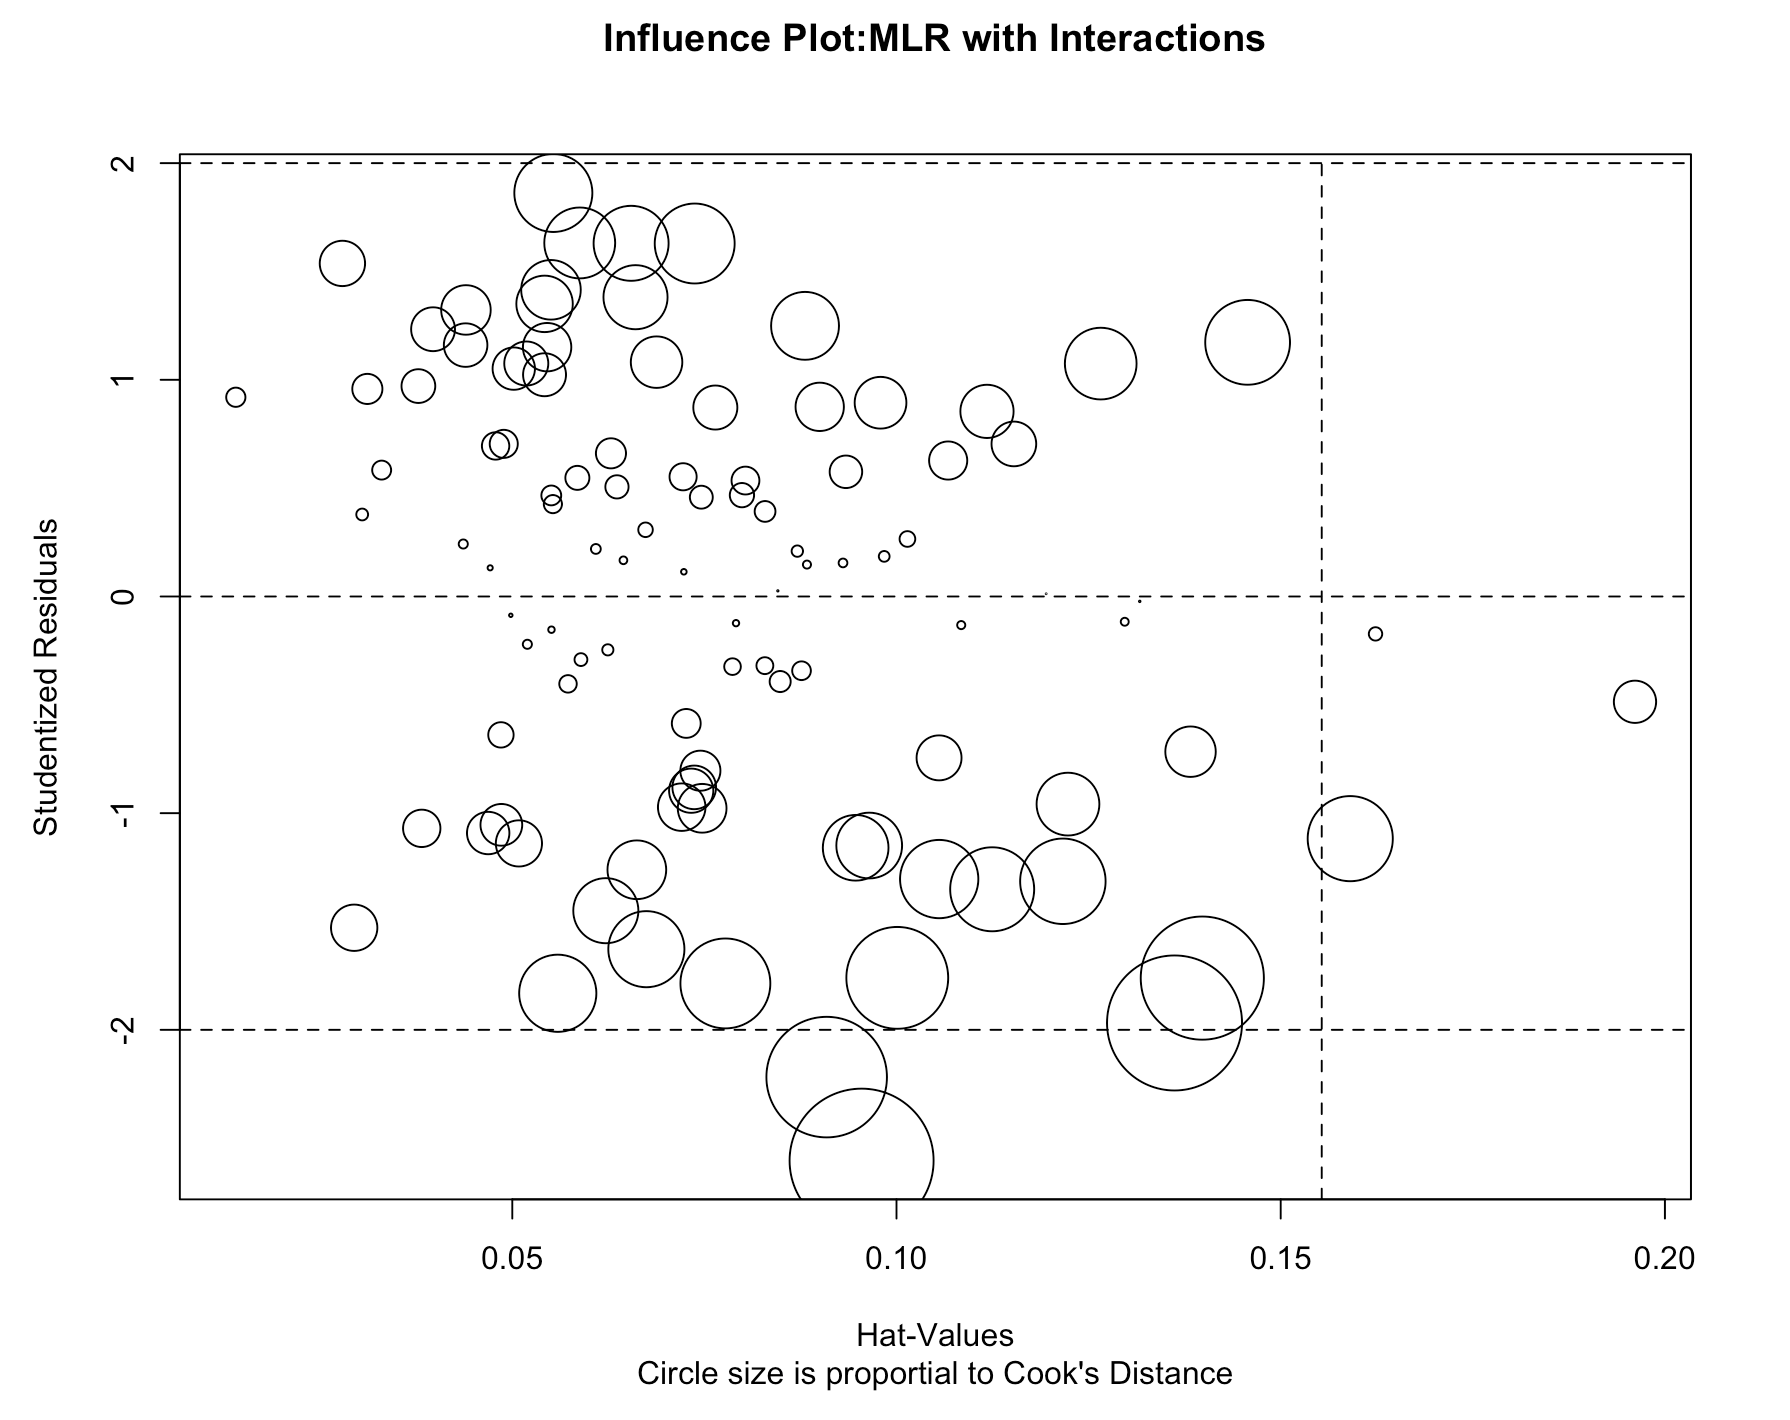 Influence Plot:MLR with Interactions
Studentized Residuals
2
1
0
-1
-2
0.05 0.10 0.15 0.20
Hat-Values
Circle size is proportial to Cook's Distance